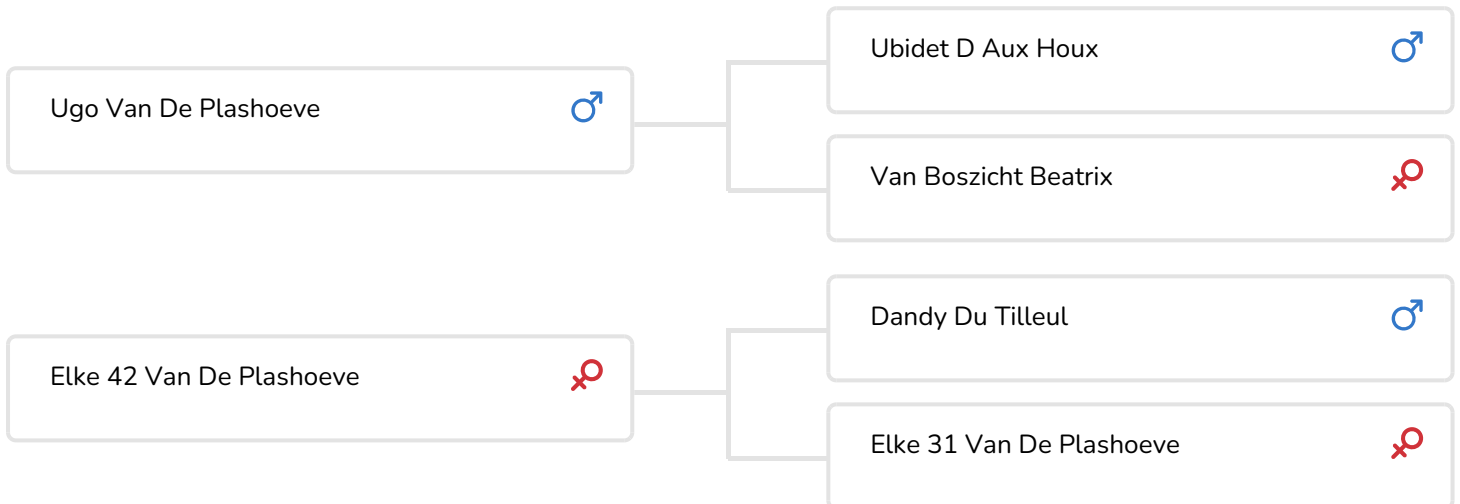 Ubidet D Aux Houx
Ugo Van De Plashoeve
Van Boszicht Beatrix
Dandy Du Tilleul
Elke 42 Van De Plashoeve
Elke 31 Van De Plashoeve